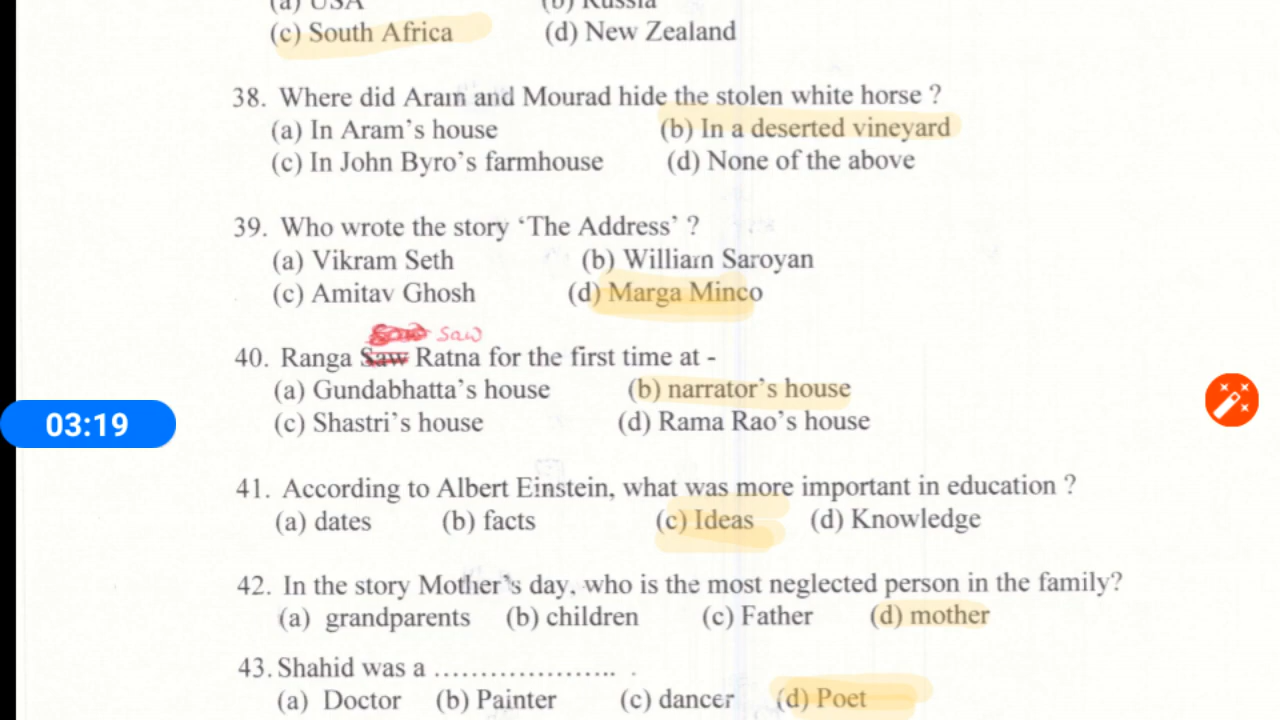 (a) USA (b) Russia
(c) South Africa (d) New Zealand
38. Where did Aram and Mourad hide the stolen white horse ?
(a) In Aram's house (b) In a deserted vineyard
(c) In John Byro's farmhouse (d) None of the above
39. Who wrote the story ‘The Address’ ?
(a) Vikram Seth (b) William Saroyan
(c) Amitav Ghosh (d) Marga Minco
saw
40. Ranga Saw Ratna for the first time at -
(a) Gundabhatta's house (b) narrator's house
(c) Shastri's house (d) Rama Rao's house
03:19
41. According to Albert Einstein, what was more important in education ?
(a) dates (b) facts (c) Ideas (d) Knowledge
42. In the story Mother's day, who is the most neglected person in the family?
(a) grandparents (b) children (c) Father (d) mother
43. Shahid was a ………………….. .
(a) Doctor (b) Painter (c) dancer (d) Poet